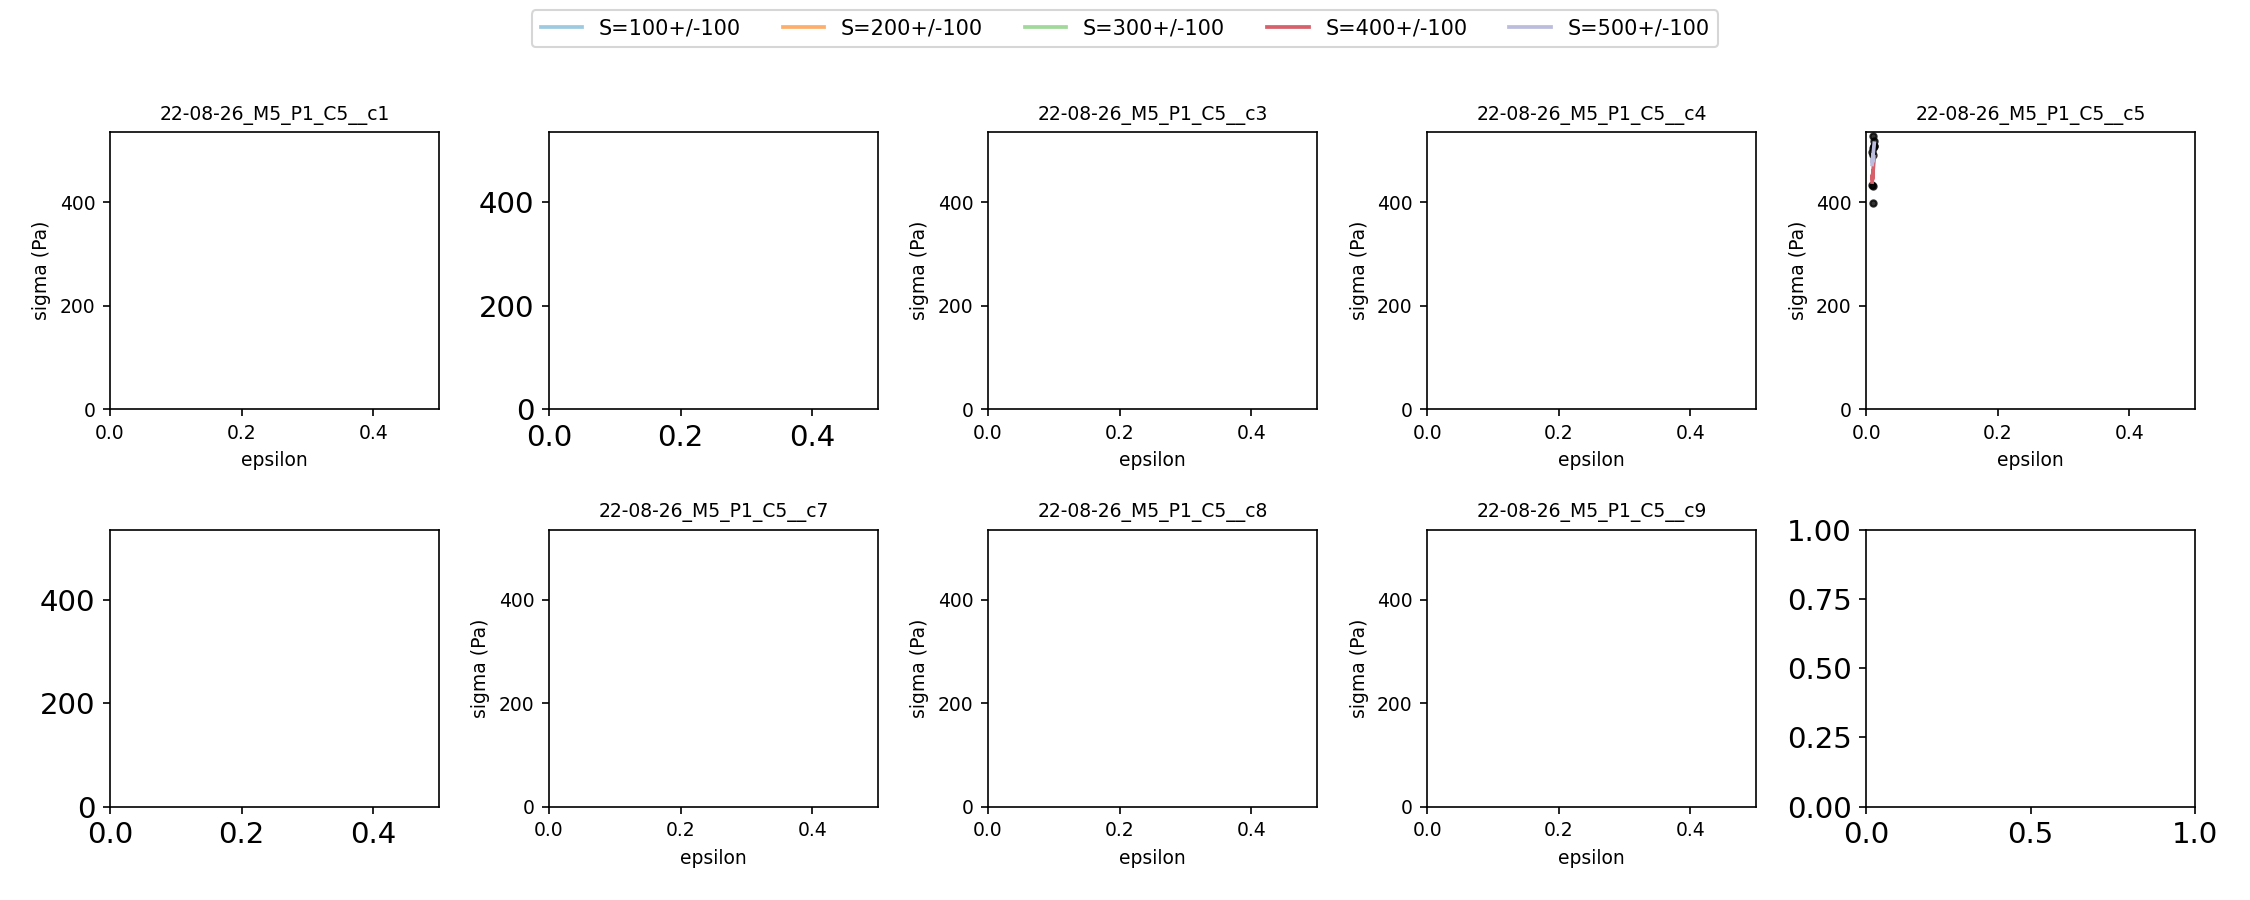 S=100+/-100 S=200+/-100 S=300+/-100 S=400+/-100 S=500+/-100
22-08-26_M5_P1_C5__c1
sigma (Pa)
400
200
0
0.0 0.2 0.4
epsilon
400
200
0
0.0 0.2 0.4
22-08-26_M5_P1_C5__c3
sigma (Pa)
400
200
0
0.0 0.2 0.4
epsilon
22-08-26_M5_P1_C5__c4
sigma (Pa)
400
200
0
0.0 0.2 0.4
epsilon
22-08-26_M5_P1_C5__c5
sigma (Pa)
400
200
0
0.0 0.2 0.4
epsilon
400
200
0
0.0 0.2 0.4
22-08-26_M5_P1_C5__c7
sigma (Pa)
400
200
0
0.0 0.2 0.4
epsilon
22-08-26_M5_P1_C5__c8
sigma (Pa)
400
200
0
0.0 0.2 0.4
epsilon
22-08-26_M5_P1_C5__c9
sigma (Pa)
400
200
0
0.0 0.2 0.4
epsilon
1.00
0.75
0.50
0.25
0.00
0.0 0.5 1.0